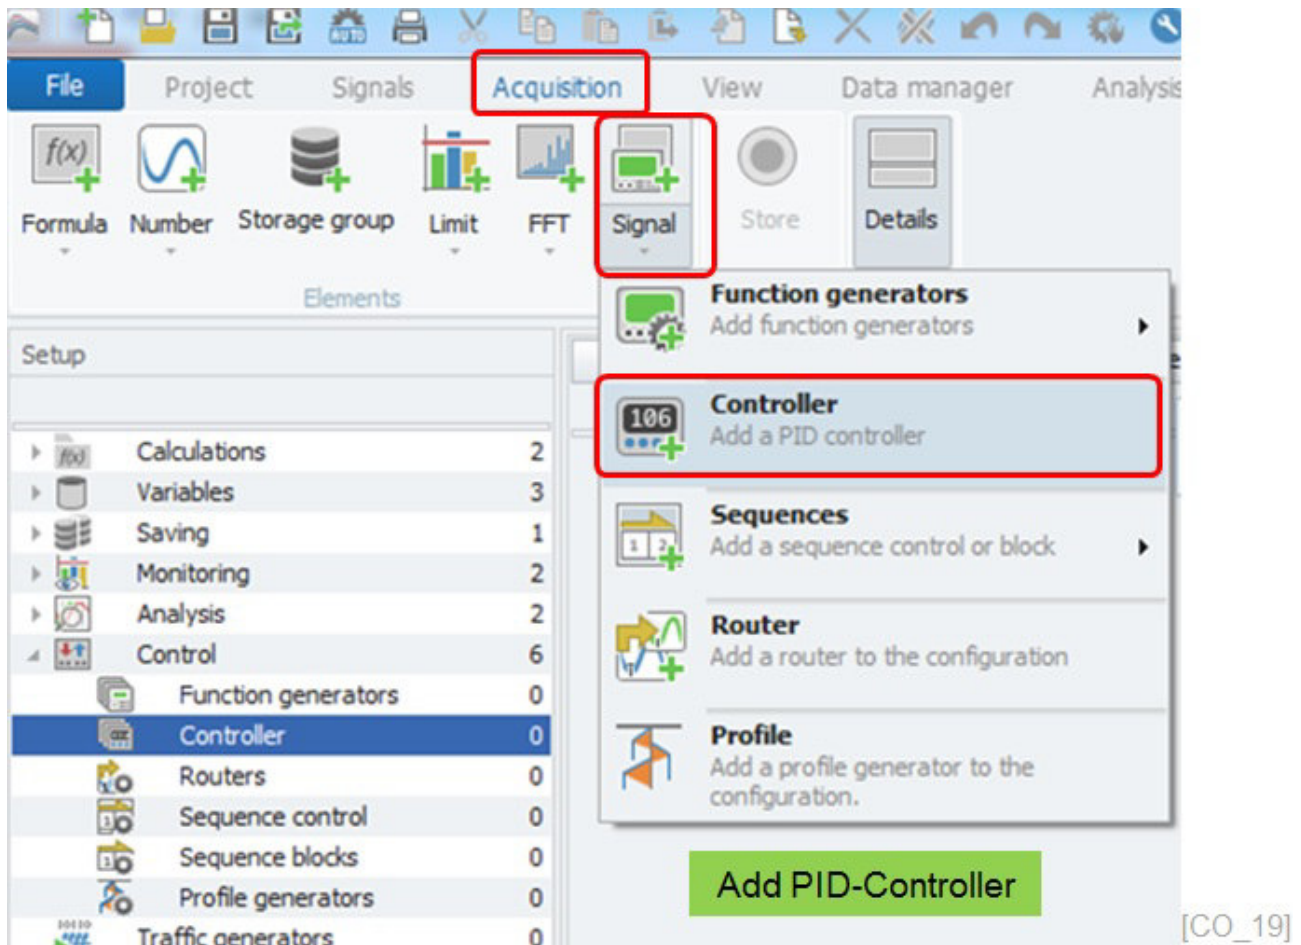 AUTO
File Project Signals Acquisition View Data manager Analysis
f(x)
Formula Number Storage group Limit FFT Signal Store Details
Elements
Function generators
Add function generators
Setup
106
Controller
Add a PID controller
Calculations 2
Variables 3
Saving 1
Monitoring 2
Analysis 2
Control 6
Function generators 0
Controller 0
Routers 0
Sequence control 0
Sequence blocks 0
Profile generators 0
Traffic generators 0
1 2
Sequences
Add a sequence control or block
Router
Add a router to the configuration
Profile
Add a profile generator to the
configuration.
Add PID-Controller
[CO_19]